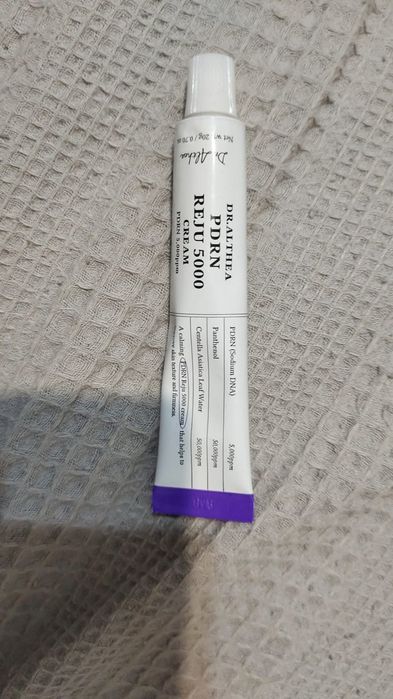 Net wt. 20g / 0.70 oz
Dr.Althea
DR.ALTHEA
PDRN
REJU 5000
CREAM
PDRN 5,000ppm
PDRN (Sodium DNA) 5,000ppm
Panthenol 50,000ppm
Centella Asiatica Leaf Water 50,000ppm
A calming PDRN Reju 5000 cream that helps to
skin texture and firmness.